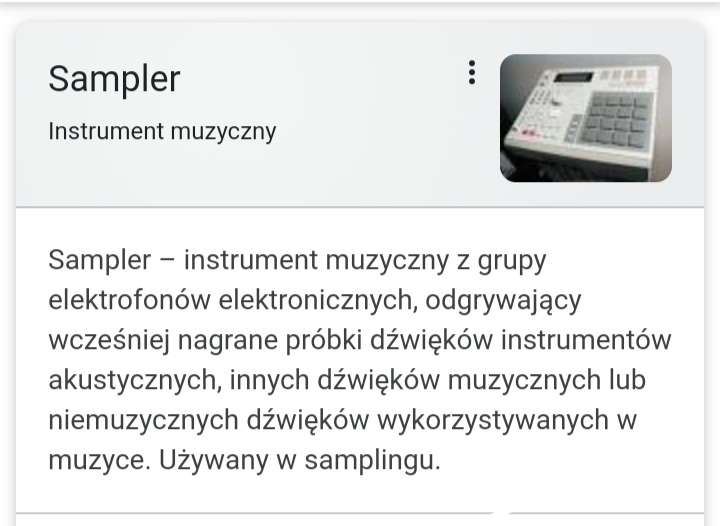 Sampler
Instrument muzyczny
Sampler – instrument muzyczny z grupy
elektrofonów elektronicznych, odgrywający
wcześniej nagrane próbki dźwięków instrumentów
akustycznych, innych dźwięków muzycznych lub
niemuzycznych dźwięków wykorzystywanych w
muzyce. Używany w samplingu.